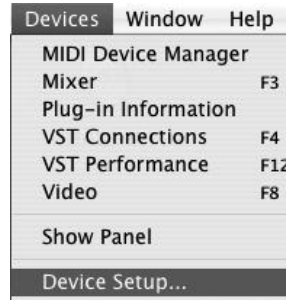 Devices Window Help
MIDI Device Manager
Mixer F3
Plug-in Information
VST Connections F4
VST Performance F12
Video F8
Show Panel
Device Setup...